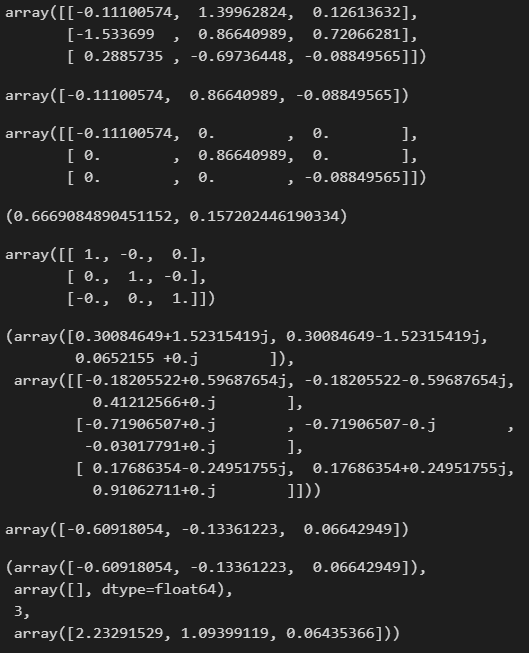 array([[-0.11100574,  1.39962824,  0.12613632],
       [-1.533699  ,  0.86640989,  0.72066281],
       [ 0.2885735 , -0.69736448, -0.08849565]])
array([-0.11100574,  0.86640989, -0.08849565])
array([[-0.11100574,  0.        ,  0.        ],
       [ 0.        ,  0.86640989,  0.        ],
       [ 0.        ,  0.        , -0.08849565]])
(0.6669084890451152, 0.157202446190334)
array([[ 1., -0.,  0.],
       [ 0.,  1., -0.],
       [-0.,  0.,  1.]])
(array([0.30084649+1.52315419j, 0.30084649-1.52315419j,
        0.0652155 +0.j        ]),
 array([[-0.18205522+0.59687654j, -0.18205522-0.59687654j,
          0.41212566+0.j        ],
        [-0.71906507+0.j        , -0.71906507-0.j        ,
         -0.03017791+0.j        ],
        [ 0.17686354-0.24951755j,  0.17686354+0.24951755j,
          0.91062711+0.j        ]]))
array([-0.60918054, -0.13361223,  0.06642949])
(array([-0.60918054, -0.13361223,  0.06642949]),
 array([], dtype=float64),
 3,
 array([2.23291529, 1.09399119, 0.06435366]))